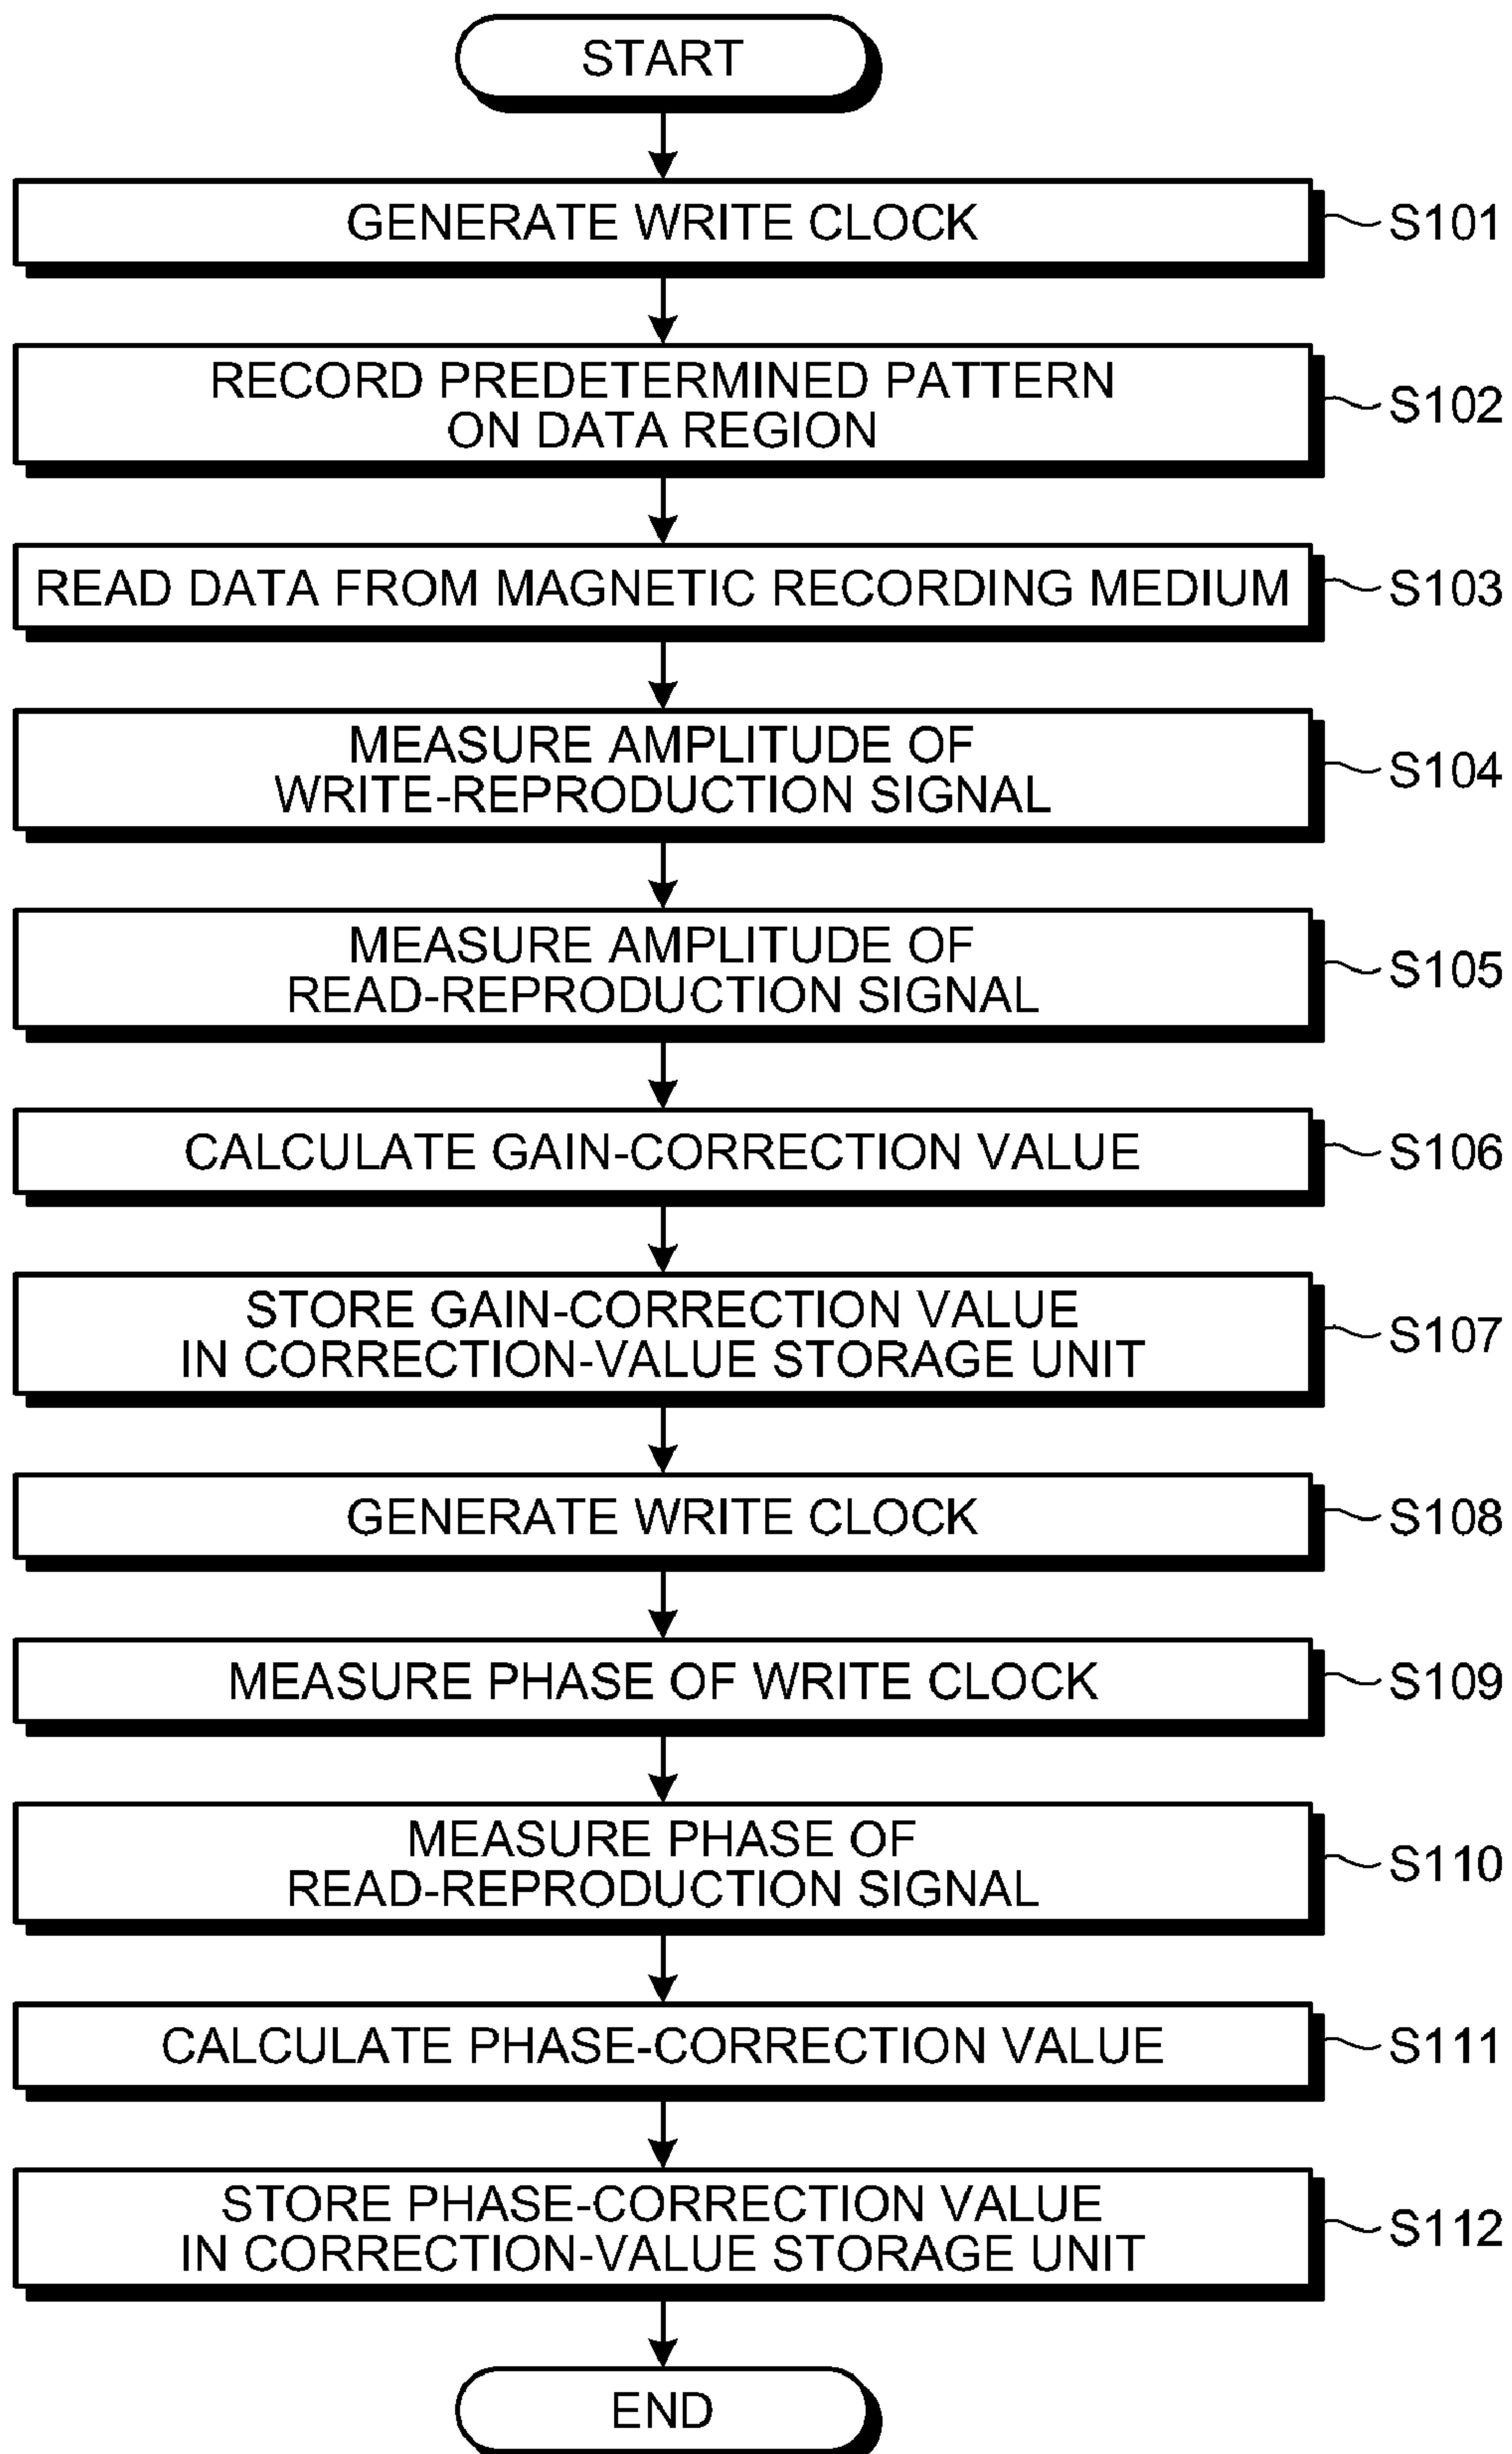 START
GENERATE WRITE CLOCK
S101
RECORD PREDETERMINED PATTERN
ON DATA REGION
S102
READ DATA FROM MAGNETIC RECORDING MEDIUM
S103
MEASURE AMPLITUDE OF
WRITE-REPRODUCTION SIGNAL
S104
MEASURE AMPLITUDE OF
READ-REPRODUCTION SIGNAL
S105
CALCULATE GAIN-CORRECTION VALUE
S106
STORE GAIN-CORRECTION VALUE
IN CORRECTION-VALUE STORAGE UNIT
S107
GENERATE WRITE CLOCK
S108
MEASURE PHASE OF WRITE CLOCK
S109
MEASURE PHASE OF
READ-REPRODUCTION SIGNAL
S110
CALCULATE PHASE-CORRECTION VALUE
S111
STORE PHASE-CORRECTION VALUE
IN CORRECTION-VALUE STORAGE UNIT
S112
END